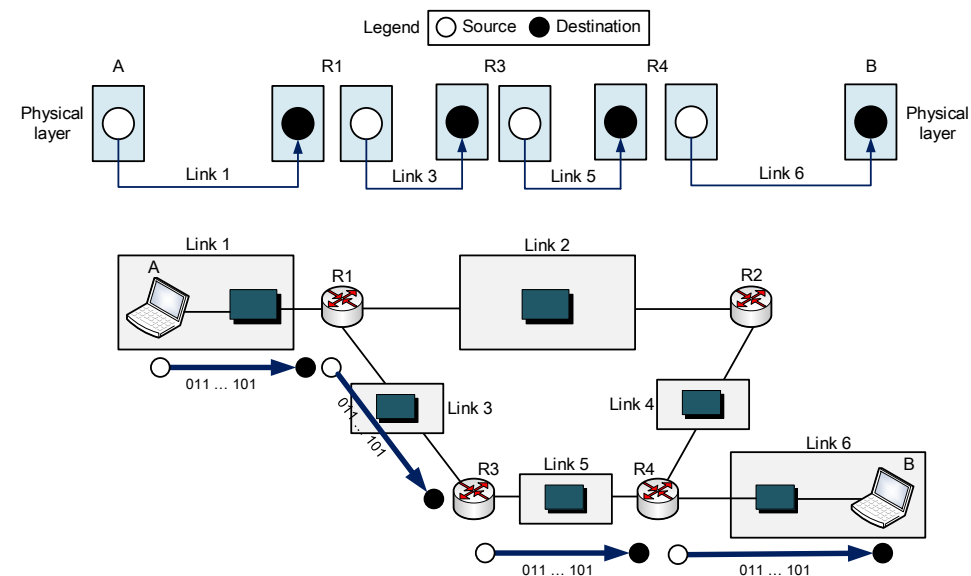 Legend Source Destination
A R1 R3 R4 B
Physical
layer
Physical
layer
Link 1 Link 3 Link 5 Link 6
Link 1
Link 2
A
R1
R2
011 … 101
011 … 101
Link 3
Link 4
R3
Link 5
R4
Link 6
B
011 … 101
011 … 101